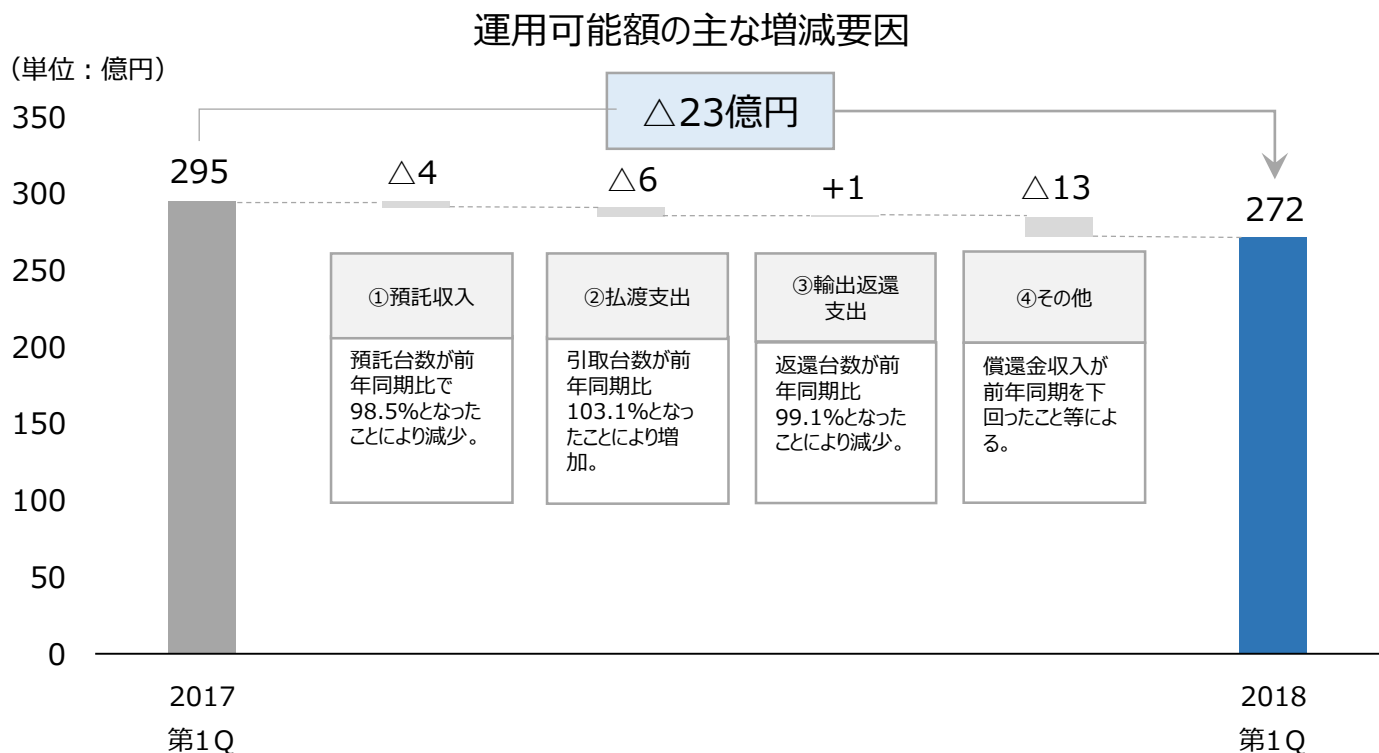 運用可能額の主な増減要因
（単位：億円）
△23億円
350
300
250
200
150
100
50
0
295
△4
△6
+1
△13
272
①預託収入
預託台数が前
年同期比で
98.5%となった
ことにより減少。
②払渡支出
引取台数が前
年同期比
103.1%となっ
たことにより増
加。
③輸出返還
支出
返還台数が前
年同期比
99.1%となった
ことにより減少。
④その他
償還金収入が
前年同期を下
回ったこと等によ
る。
2017
第1Q
2018
第1Q